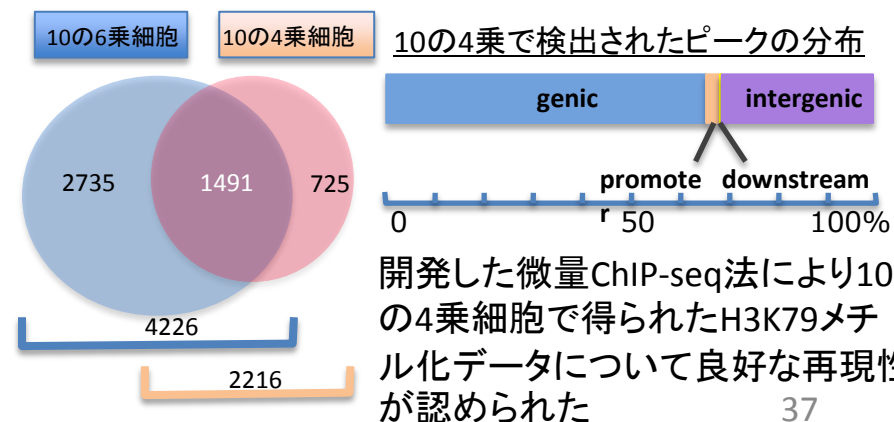 10の6乗細胞
10の4乗細胞
2735
1491
725
4226
2216
10の4乗で検出されたピークの分布
genic
intergenic
promote
r
downstream
0
50
100%
開発した微量ChIP-seq法により10
の4乗細胞で得られたH3K79メチ
ル化データについて良好な再現性
が認められた
37